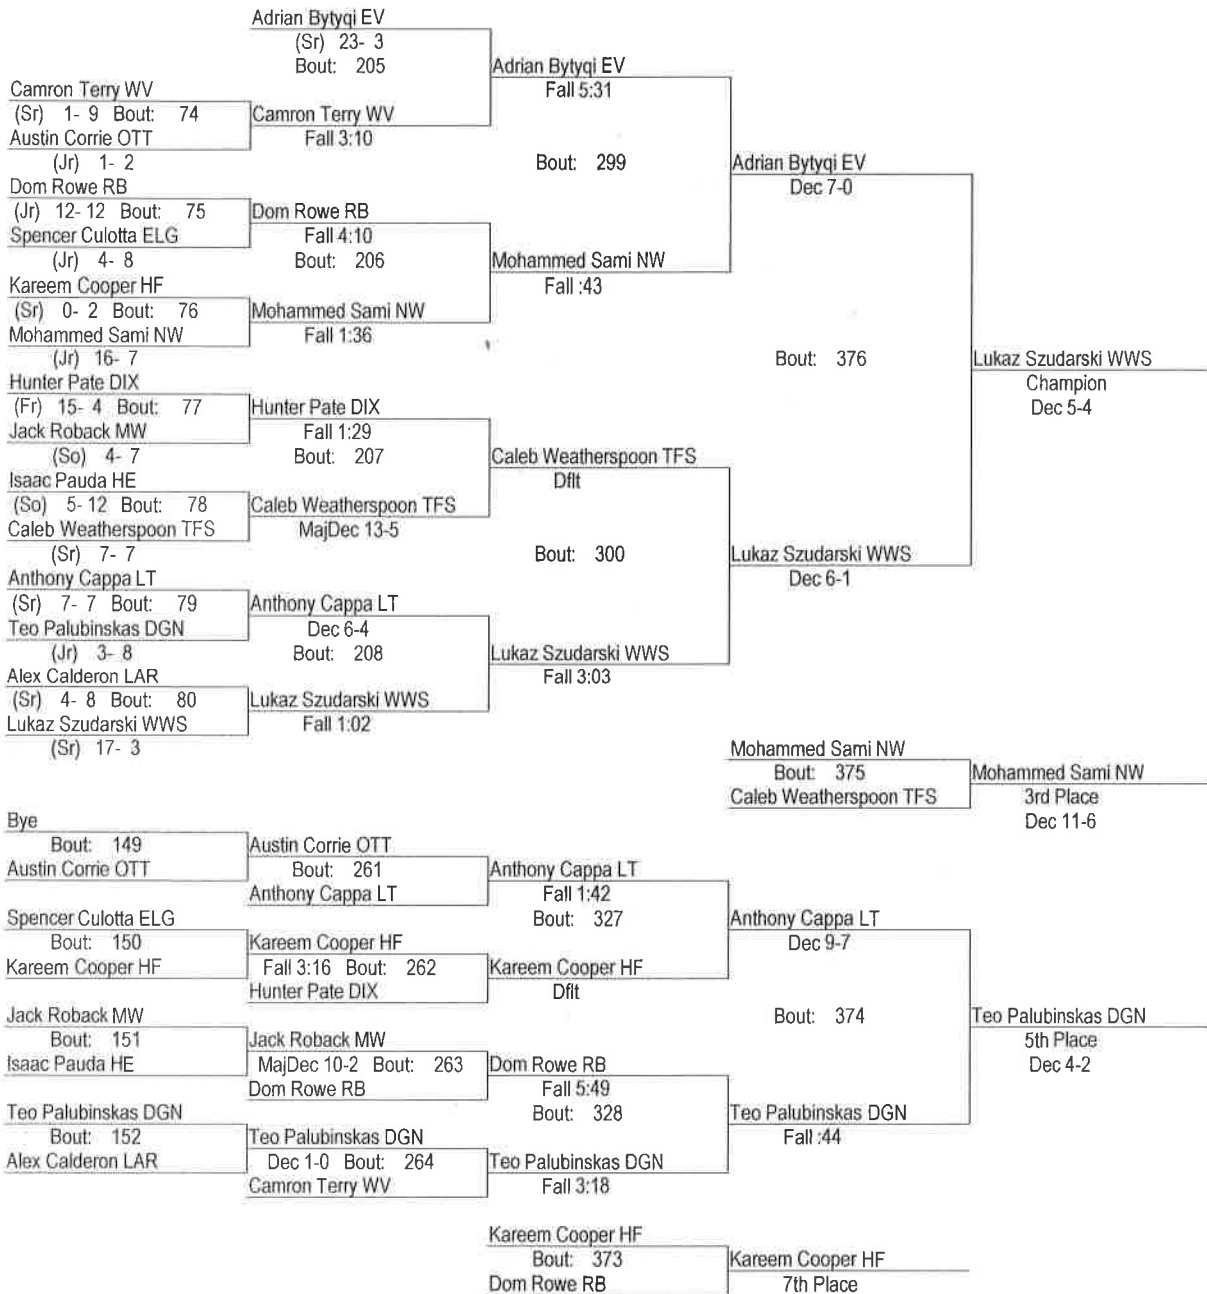 Adrian Bytyqi EV
(Sr) 23- 3
Bout: 205
Adrian Bytyqi EV
Fall 5:31
Camron Terry WV
(Sr) 1- 9 Bout: 74
Camron Terry WV
Austin Corrie OTT
Fall 3:10
(Jr) 1- 2
Bout: 299
Adrian Bytyqi EV
Dec 7-0
Dom Rowe RB
(Jr) 12- 12 Bout: 75
Dom Rowe RB
Spencer Culotta ELG
Fall 4:10
(Jr) 4- 8
Bout: 206
Mohammed Sami NW
Fall :43
Kareem Cooper HF
(Sr) 0- 2 Bout: 76
Mohammed Sami NW
Mohammed Sami NW
Fall 1:36
(Jr) 16- 7
Bout: 376
Lukaz Szudarski WWS
Champion
Dec 5-4
Hunter Pate DIX
(Fr) 15- 4 Bout: 77
Hunter Pate DIX
Jack Roback MW
Fall 1:29
(So) 4- 7
Bout: 207
Caleb Weatherspoon TFS
Dflt
Isaac Pauda HE
(So) 5- 12 Bout: 78
Caleb Weatherspoon TFS
Caleb Weatherspoon TFS
MajDec 13-5
(Sr) 7- 7
Bout: 300
Lukaz Szudarski WWS
Dec 6-1
Anthony Cappa LT
(Sr) 7- 7 Bout: 79
Anthony Cappa LT
Teo Palubinskas DGN
Dec 6-4
(Jr) 3- 8
Bout: 208
Lukaz Szudarski WWS
Fall 3:03
Alex Calderon LAR
(Sr) 4- 8 Bout: 80
Lukaz Szudarski WWS
Lukaz Szudarski WWS
Fall 1:02
(Sr) 17- 3
Mohammed Sami NW
Bout: 375
Mohammed Sami NW
Caleb Weatherspoon TFS
3rd Place
Dec 11-6
Bye
Bout: 149
Austin Corrie OTT
Austin Corrie OTT
Bout: 261
Anthony Cappa LT
Anthony Cappa LT
Fall 1:42
Bout: 327
Anthony Cappa LT
Dec 9-7
Spencer Culotta ELG
Bout: 150
Kareem Cooper HF
Kareem Cooper HF
Fall 3:16 Bout: 262
Kareem Cooper HF
Hunter Pate DIX
Dflt
Bout: 374
Teo Palubinskas DGN
5th Place
Dec 4-2
Jack Roback MW
Bout: 151
Jack Roback MW
Isaac Pauda HE
MajDec 10-2 Bout: 263
Dom Rowe RB
Dom Rowe RB
Fall 5:49
Bout: 328
Teo Palubinskas DGN
Fall :44
Teo Palubinskas DGN
Bout: 152
Teo Palubinskas DGN
Alex Calderon LAR
Dec 1-0 Bout: 264
Teo Palubinskas DGN
Camron Terry WV
Fall 3:18
Kareem Cooper HF
Bout: 373
Kareem Cooper HF
Dom Rowe RB
7th Place